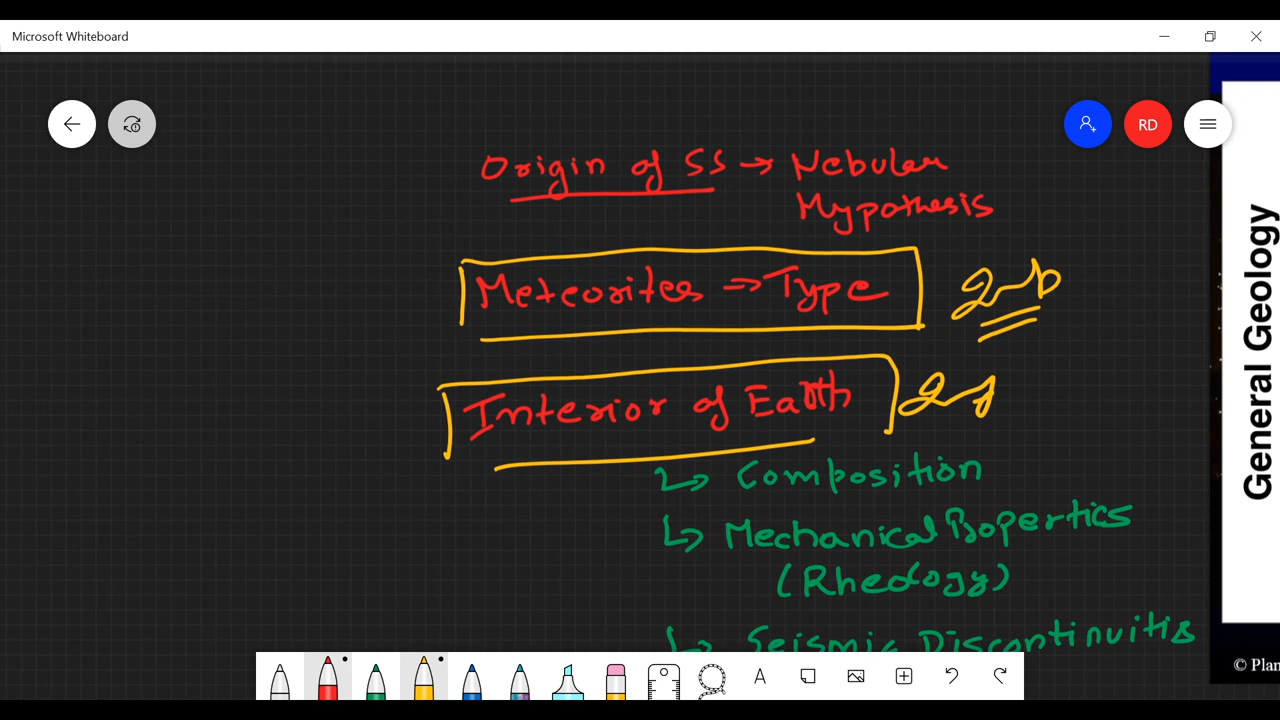 Microsoft Whiteboard
RD
Origin of SS → Nebular
Hypothesis
Meteorites ⇒ Type
Interior of Earth
↳ Composition
↳ Mechanical Properties
(Rheology)
↳ Seismic Discontinuitis
General Geology
© Plan
A